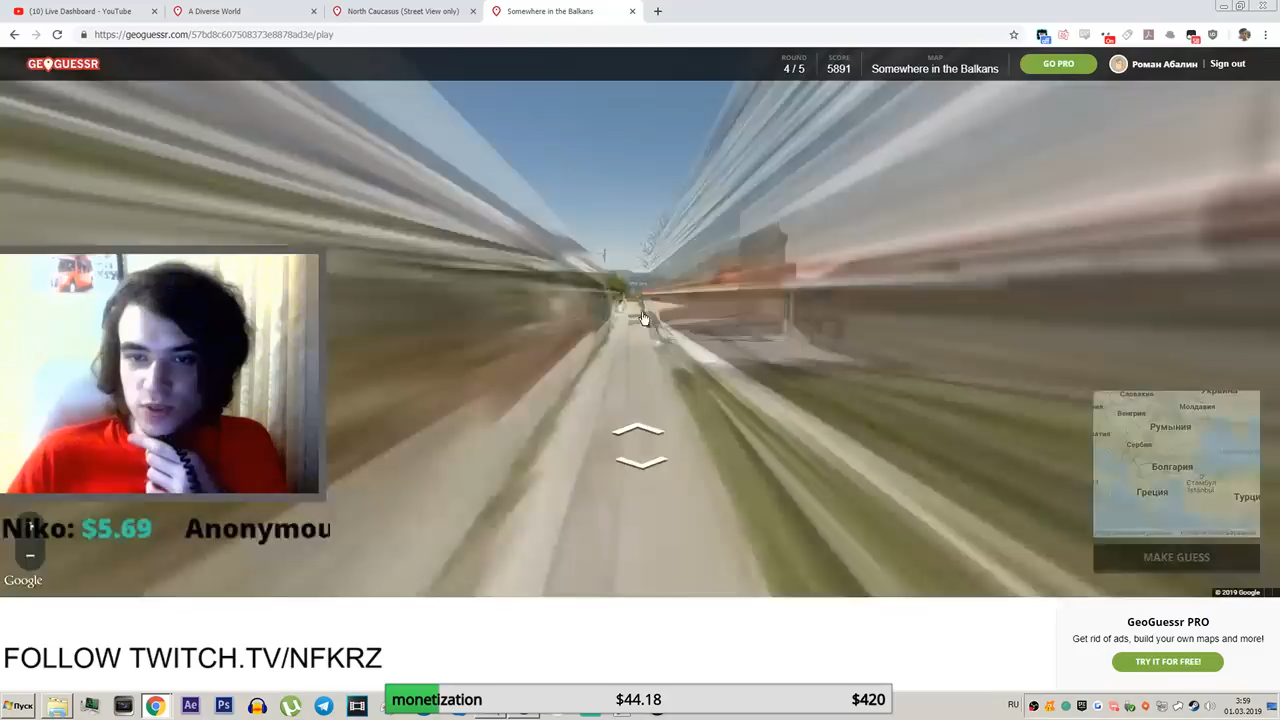 (10) Live Dashboard - YouTube
A Diverse World
North Caucasus (Street View only)
Somewhere in the Balkans
https://geoguessr.com/57bd8c607508373e8878ad3e/play
GEOGUESSR
ROUND
4 / 5
SCORE
5891
MAP
Somewhere in the Balkans
GO PRO
Роман Абалин
Sign out
Молдавия
Венгрия
Румыния
Сербия
Болгария
Стамбул
İstanbul
Греция
Турци
MAKE GUESS
Niko: $5.69 Anonymou
Google
© 2019 Google
GeoGuessr PRO
Get rid of ads, build your own maps and more!
TRY IT FOR FREE!
FOLLOW TWITCH.TV/NFKRZ
monetization $44.18 $420
Пуск
Ae
Ps
RU
3:59
01.03.2019